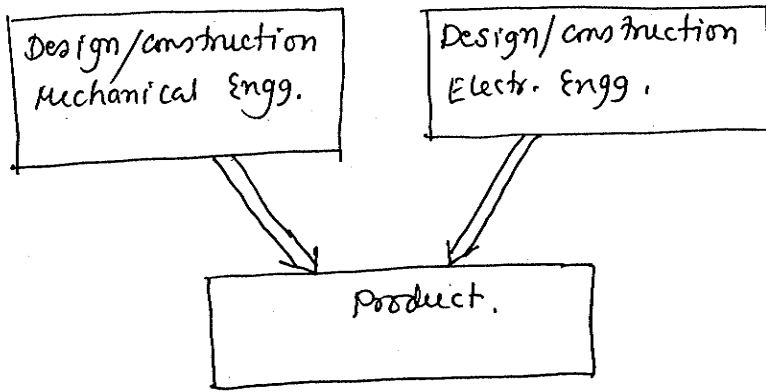 Design/construction
Mechanical Engg.
Design/construction
Electr. Engg.
Product.